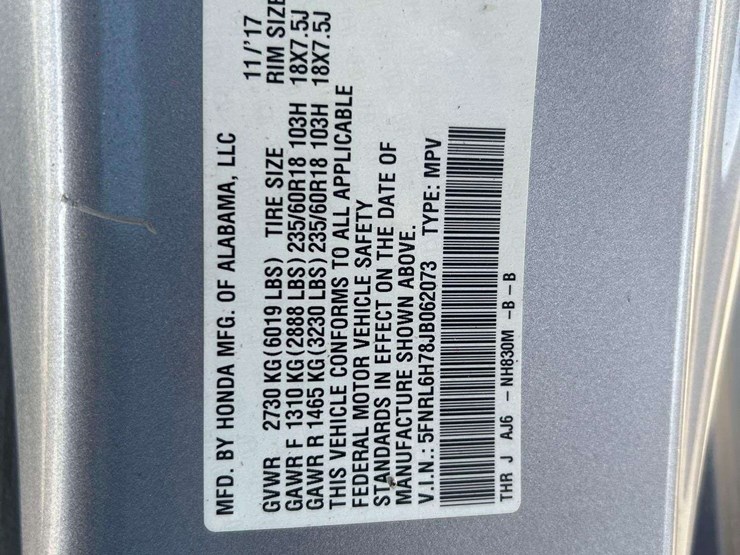 MFD. BY HONDA MFG. OF ALABAMA, LLC 11/'17
GVWR 2730 KG(6019 LBS) TIRE SIZE RIM SIZE
GAWR F 1310 KG(2888 LBS) 235/60R18 103H 18X7.5J
GAWR R 1465 KG(3230 LBS) 235/60R18 103H 18X7.5J
THIS VEHICLE CONFORMS TO ALL APPLICABLE
FEDERAL MOTOR VEHICLE SAFETY
STANDARDS IN EFFECT ON THE DATE OF
MANUFACTURE SHOWN ABOVE.
V.I.N.: 5FNRL6H78JB062073 TYPE: MPV
THR J AJ6 - NH830M -B-B